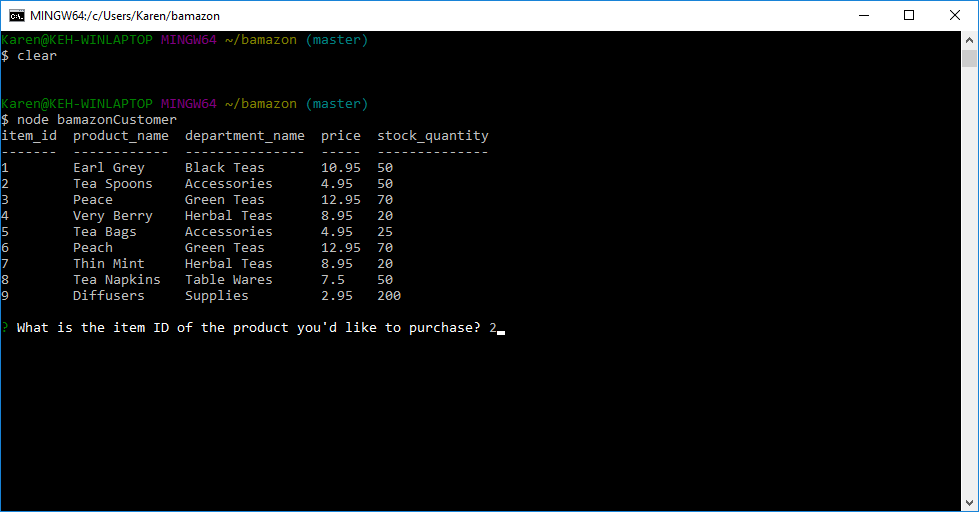 MINGW64:/c/Users/Karen/bamazon
Karen@KEH-WINLAPTOP MINGW64 ~/bamazon (master)
$ clear
Karen@KEH-WINLAPTOP MINGW64 ~/bamazon (master)
$ node bamazonCustomer
item_id  product_name  department_name  price  stock_quantity
-------  ------------  ---------------  -----  --------------
1        Earl Grey     Black Teas       10.95  50
2        Tea Spoons    Accessories      4.95   50
3        Peace         Green Teas       12.95  70
4        Very Berry    Herbal Teas      8.95   20
5        Tea Bags      Accessories      4.95   25
6        Peach         Green Teas       12.95  70
7        Thin Mint     Herbal Teas      8.95   20
8        Tea Napkins   Table Wares      7.5    50
9        Diffusers     Supplies         2.95   200
? What is the item ID of the product you'd like to purchase? 2